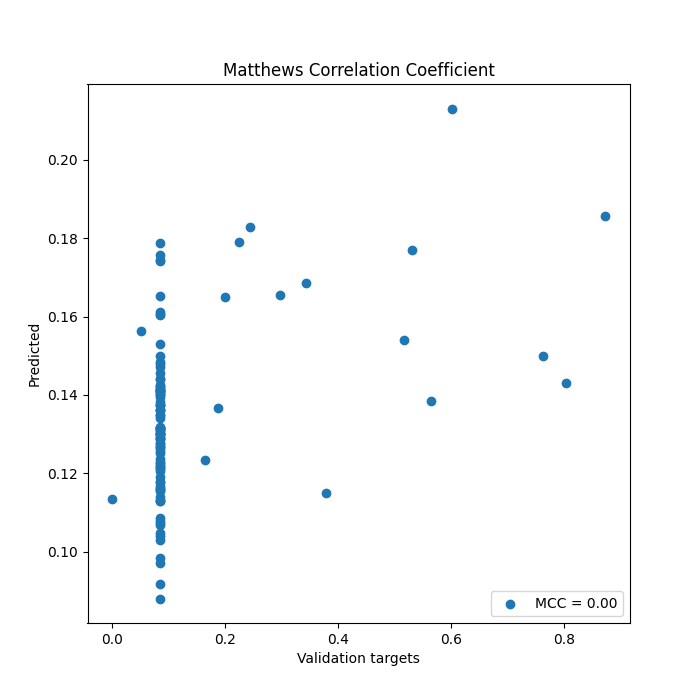 Matthews Correlation Coefficient
0.20
0.18
0.16
0.14
0.12
0.10
Predicted
MCC = 0.00
0.0 0.2 0.4 0.6 0.8
Validation targets